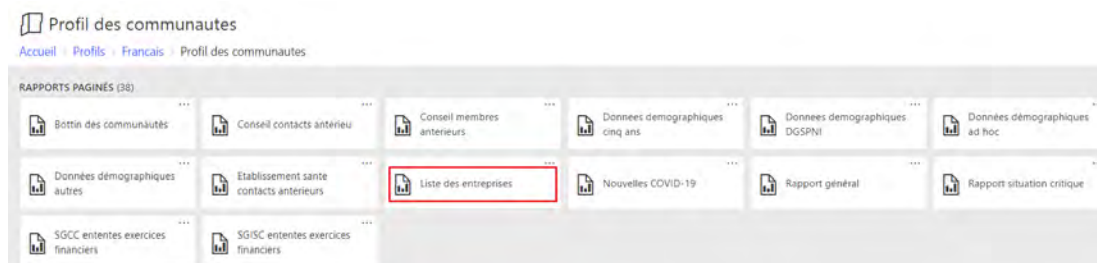 Profil des communautes
Accueil Profils Francais Profil des communautes
RAPPORTS PAGINÉS (38)
Bottin des communautés
Conseil contacts anterieu
Conseil membres
anterieurs
Donnees demographiques
cinq ans
Donnees demographiques
DGSPNI
Données démographiques
ad hoc
Données démographiques
autres
Etablissement sante
contacts anterieurs
Liste des entreprises
Nouvelles COVID-19
Rapport général
Rapport situation critique
SGCC ententes exercices
financiers
SGISC ententes exercices
financiers